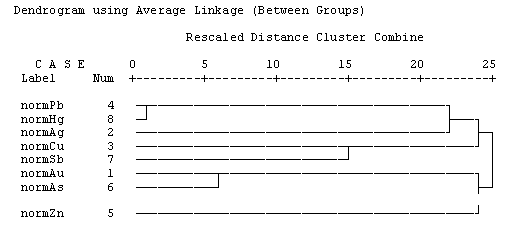 Dendrogram using Average Linkage (Between Groups)
Rescaled Distance Cluster Combine
C A S E 0 5 10 15 20 25
Label Num
normPb 4
normHg 8
normAg 2
normCu 3
normSb 7
normAu 1
normAs 6
normZn 5